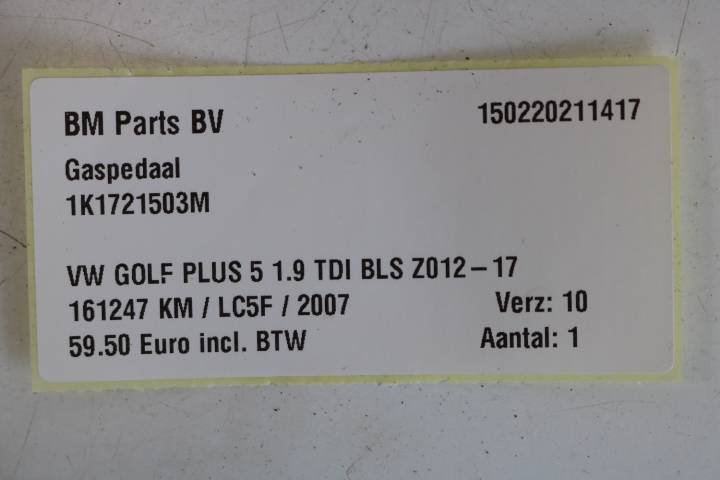 BM Parts BV 150220211417
Gaspedaal
1K1721503M
VW GOLF PLUS 5 1.9 TDI BLS Z012-17
161247 KM / LC5F / 2007 Verz: 10
59.50 Euro incl. BTW Aantal: 1